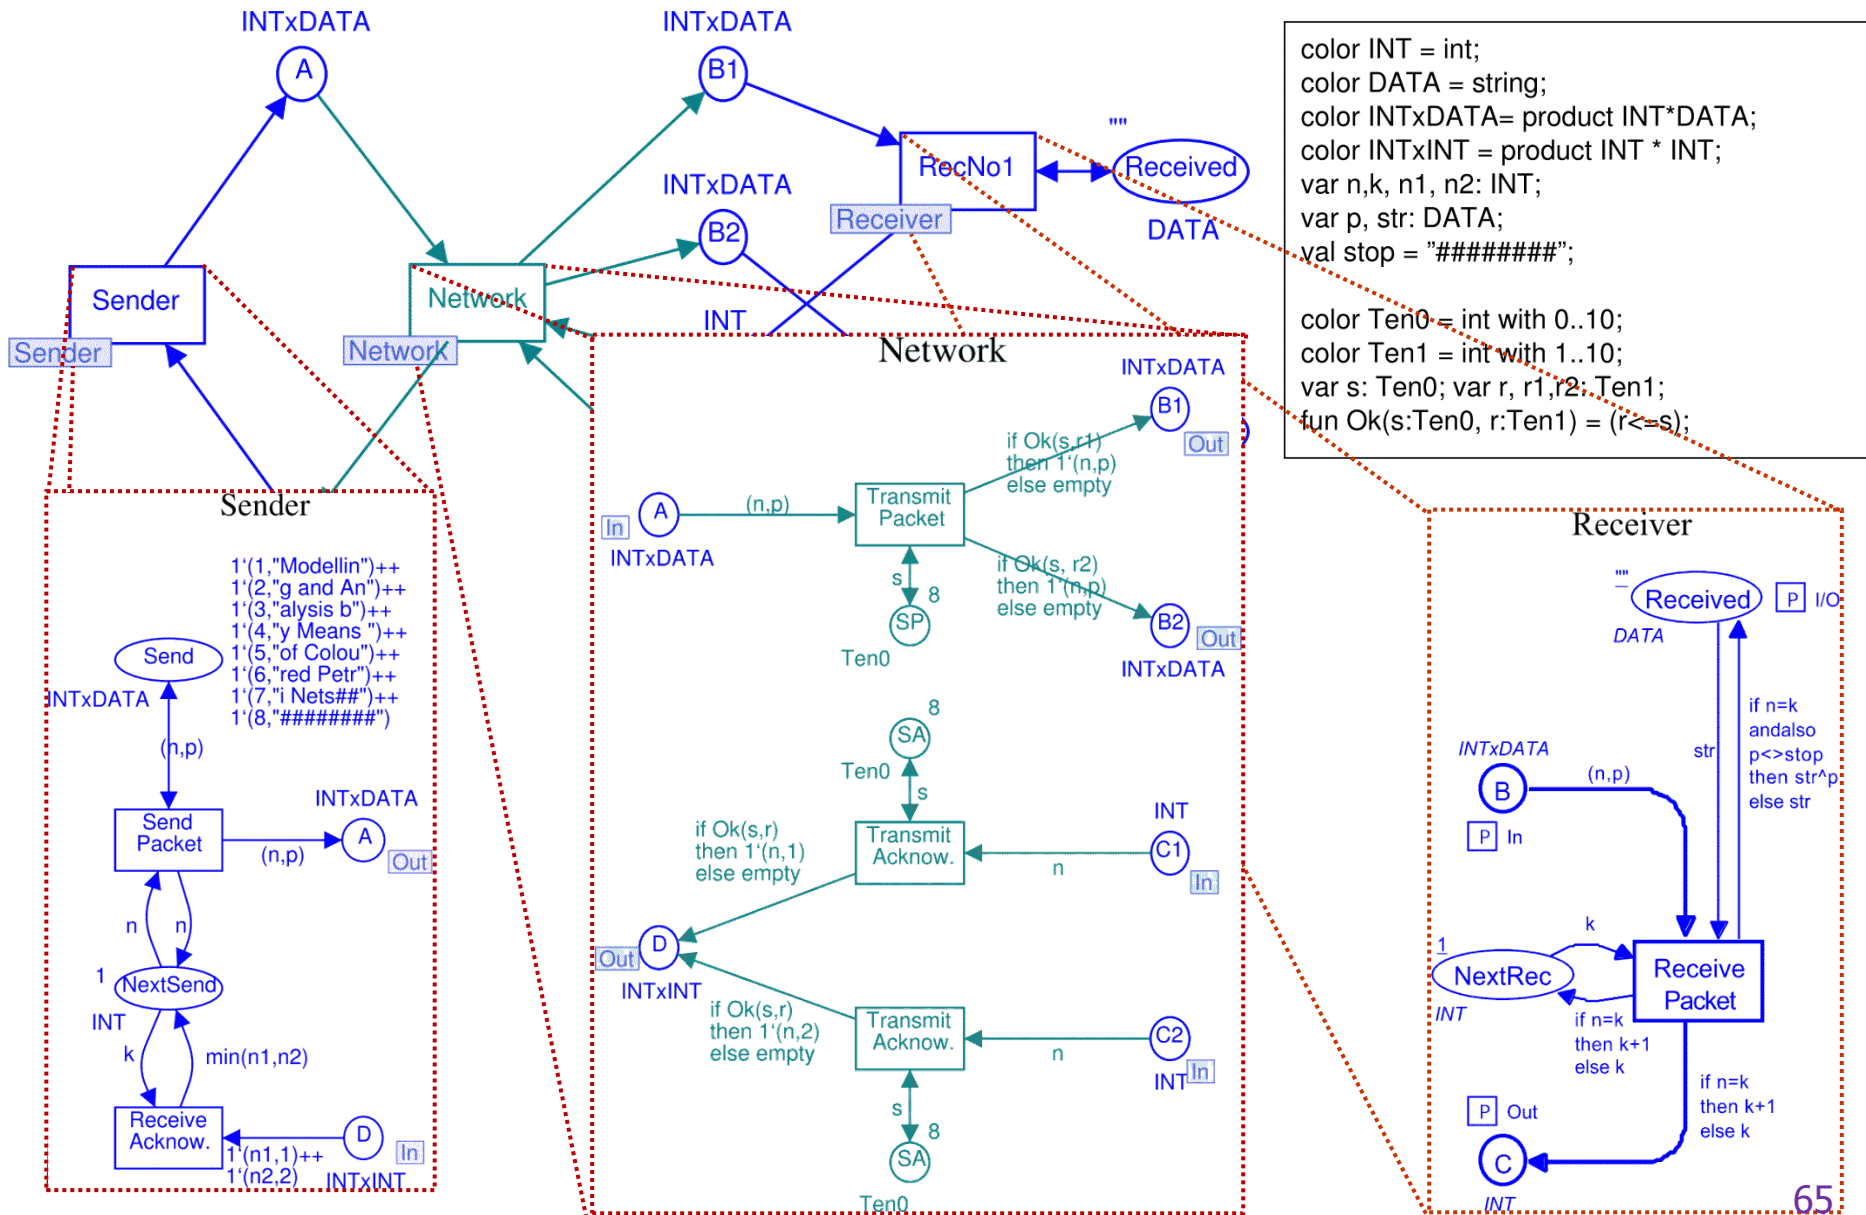 INTxDATA
A
INTxDATA
B1
INTxDATA
B2
RecNo1
Receiver
""
Received
DATA
Sender
Sender
Network
Network
INT
color INT = int;
color DATA = string;
color INTxDATA= product INT*DATA;
color INTxINT = product INT * INT;
var n,k, n1, n2: INT;
var p, str: DATA;
val stop = ”########”;
color Ten0 = int with 0..10;
color Ten1 = int with 1..10;
var s: Ten0; var r, r1,r2: Ten1;
fun Ok(s:Ten0, r:Ten1) = (r<=s);
Sender
1‘(1,"Modellin")++
1‘(2,"g and An")++
1‘(3,"alysis b")++
1‘(4,"y Means ")++
1‘(5,"of Colou")++
1‘(6,"red Petr")++
1‘(7,"i Nets##")++
1‘(8,"########")
Send
INTxDATA
(n,p)
Send
Packet
(n,p)
INTxDATA
A
Out
n
n
1
NextSend
INT
k
min(n1,n2)
Receive
Acknow.
1‘(n1,1)++
1‘(n2,2)
D
In
INTxINT
Network
INTxDATA
B1
Out
if Ok(s,r1)
then 1‘(n,p)
else empty
In
A
INTxDATA
(n,p)
Transmit
Packet
if Ok(s, r2)
then 1‘(n,p)
else empty
s
8
SP
Ten0
B2
Out
INTxDATA
8
SA
Ten0
s
if Ok(s,r)
then 1‘(n,1)
else empty
Transmit
Acknow.
n
INT
C1
In
Out
D
INTxINT
if Ok(s,r)
then 1‘(n,2)
else empty
Transmit
Acknow.
n
C2
INT
In
s
8
SA
Ten0
Receiver
""
Received
P
I/O
DATA
str
if n=k
andalso
p<>stop
then str^p
else str
INTxDATA
B
(n,p)
P
In
k
1
NextRec
INT
Receive
Packet
if n=k
then k+1
else k
if n=k
then k+1
else k
P
Out
C
INT
65